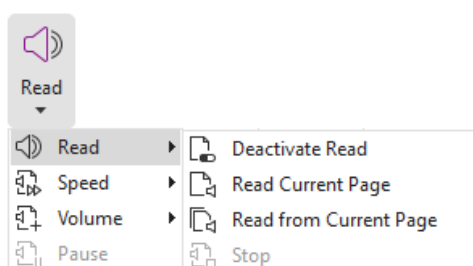 Read
Read
Speed
Volume
Pause
Deactivate Read
Read Current Page
Read from Current Page
Stop